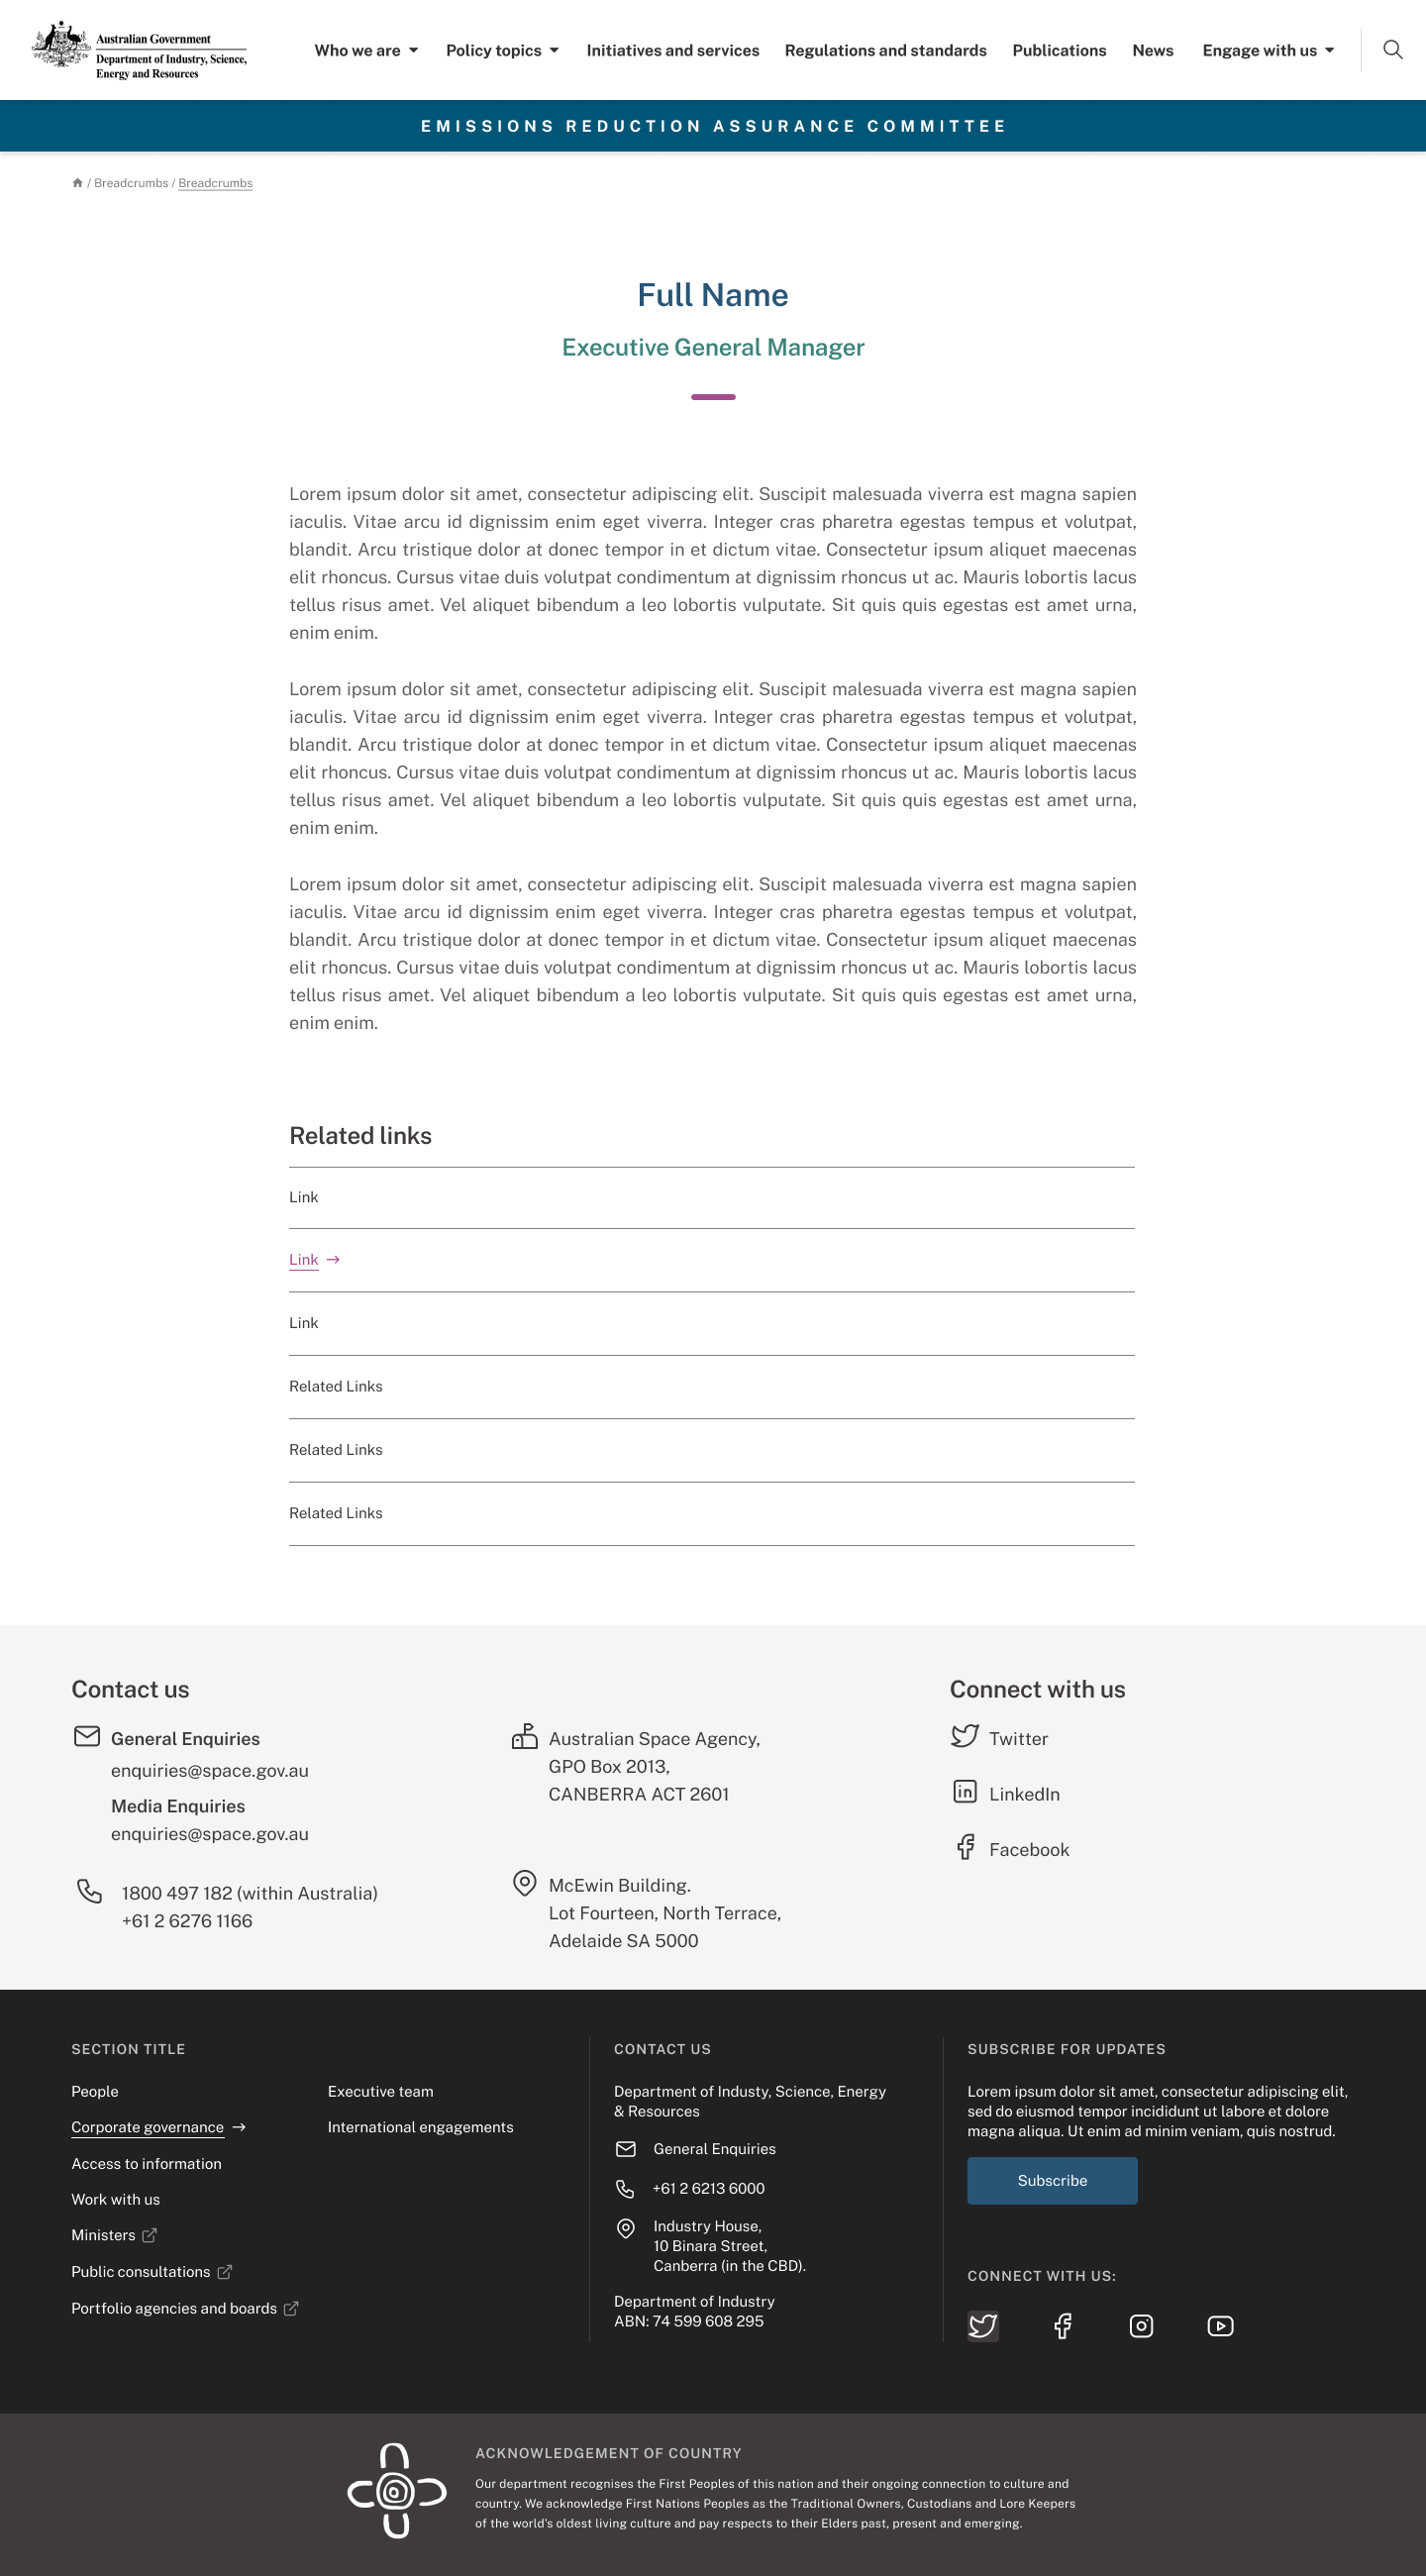 Australian Government
Department of Industry, Science,
Energy and Resources
Who we are
Policy topics
Initiatives and services
Regulations and standards
Publications
News
Engage with us
EMISSIONS REDUCTION ASSURANCE COMMITTEE
/ Breadcrumbs / Breadcrumbs
Full Name
Executive General Manager
Lorem ipsum dolor sit amet, consectetur adipiscing elit. Suscipit malesuada viverra est magna sapien
iaculis. Vitae arcu id dignissim enim eget viverra. Integer cras pharetra egestas tempus et volutpat,
blandit. Arcu tristique dolor at donec tempor in et dictum vitae. Consectetur ipsum aliquet maecenas
elit rhoncus. Cursus vitae duis volutpat condimentum at dignissim rhoncus ut ac. Mauris lobortis lacus
tellus risus amet. Vel aliquet bibendum a leo lobortis vulputate. Sit quis quis egestas est amet urna,
enim enim.
Lorem ipsum dolor sit amet, consectetur adipiscing elit. Suscipit malesuada viverra est magna sapien
iaculis. Vitae arcu id dignissim enim eget viverra. Integer cras pharetra egestas tempus et volutpat,
blandit. Arcu tristique dolor at donec tempor in et dictum vitae. Consectetur ipsum aliquet maecenas
elit rhoncus. Cursus vitae duis volutpat condimentum at dignissim rhoncus ut ac. Mauris lobortis lacus
tellus risus amet. Vel aliquet bibendum a leo lobortis vulputate. Sit quis quis egestas est amet urna,
enim enim.
Lorem ipsum dolor sit amet, consectetur adipiscing elit. Suscipit malesuada viverra est magna sapien
iaculis. Vitae arcu id dignissim enim eget viverra. Integer cras pharetra egestas tempus et volutpat,
blandit. Arcu tristique dolor at donec tempor in et dictum vitae. Consectetur ipsum aliquet maecenas
elit rhoncus. Cursus vitae duis volutpat condimentum at dignissim rhoncus ut ac. Mauris lobortis lacus
tellus risus amet. Vel aliquet bibendum a leo lobortis vulputate. Sit quis quis egestas est amet urna,
enim enim.
Related links
Link
Link →
Link
Related Links
Related Links
Related Links
Contact us
General Enquiries
enquiries@space.gov.au
Media Enquiries
enquiries@space.gov.au
1800 497 182 (within Australia)
+61 2 6276 1166
Australian Space Agency,
GPO Box 2013,
CANBERRA ACT 2601
McEwin Building.
Lot Fourteen, North Terrace,
Adelaide SA 5000
Connect with us
Twitter
LinkedIn
Facebook
SECTION TITLE
People
Corporate governance →
Access to information
Work with us
Ministers
Public consultations
Portfolio agencies and boards
Executive team
International engagements
CONTACT US
Department of Industy, Science, Energy
& Resources
General Enquiries
+61 2 6213 6000
Industry House,
10 Binara Street,
Canberra (in the CBD).
Department of Industry
ABN: 74 599 608 295
SUBSCRIBE FOR UPDATES
Lorem ipsum dolor sit amet, consectetur adipiscing elit,
sed do eiusmod tempor incididunt ut labore et dolore
magna aliqua. Ut enim ad minim veniam, quis nostrud.
Subscribe
CONNECT WITH US:
ACKNOWLEDGEMENT OF COUNTRY
Our department recognises the First Peoples of this nation and their ongoing connection to culture and
country. We acknowledge First Nations Peoples as the Traditional Owners, Custodians and Lore Keepers
of the world's oldest living culture and pay respects to their Elders past, present and emerging.